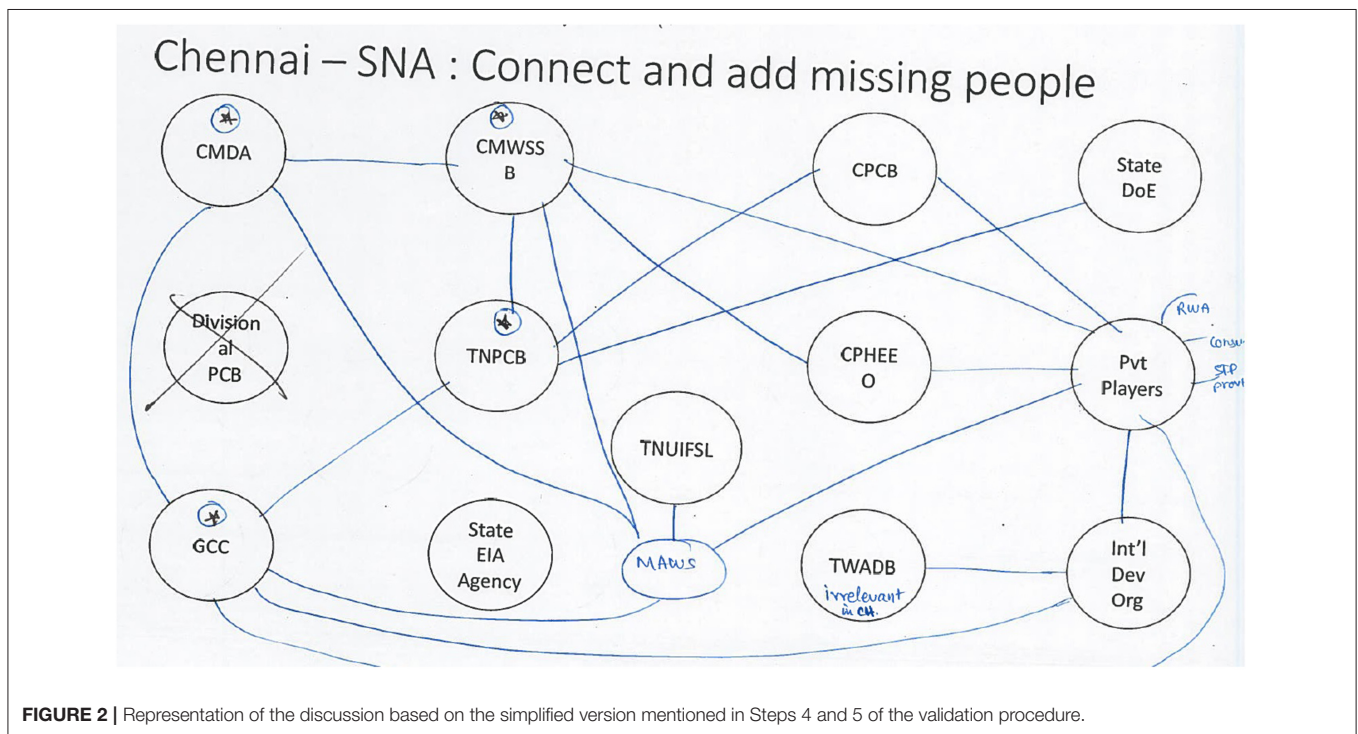 Chennai – SNA : Connect and add missing people
CMDA
CMWSS
B
CPCB
State
DoE
Division
al
PCB
TNPCB
CPHEE
O
Pvt
Players
RWA
STP
TNUIFSL
GCC
State
EIA
Agency
MAWS
TWADB
irrelevant
in CH.
Int'l
Dev
Org
FIGURE 2 | Representation of the discussion based on the simplified version mentioned in Steps 4 and 5 of the validation procedure.